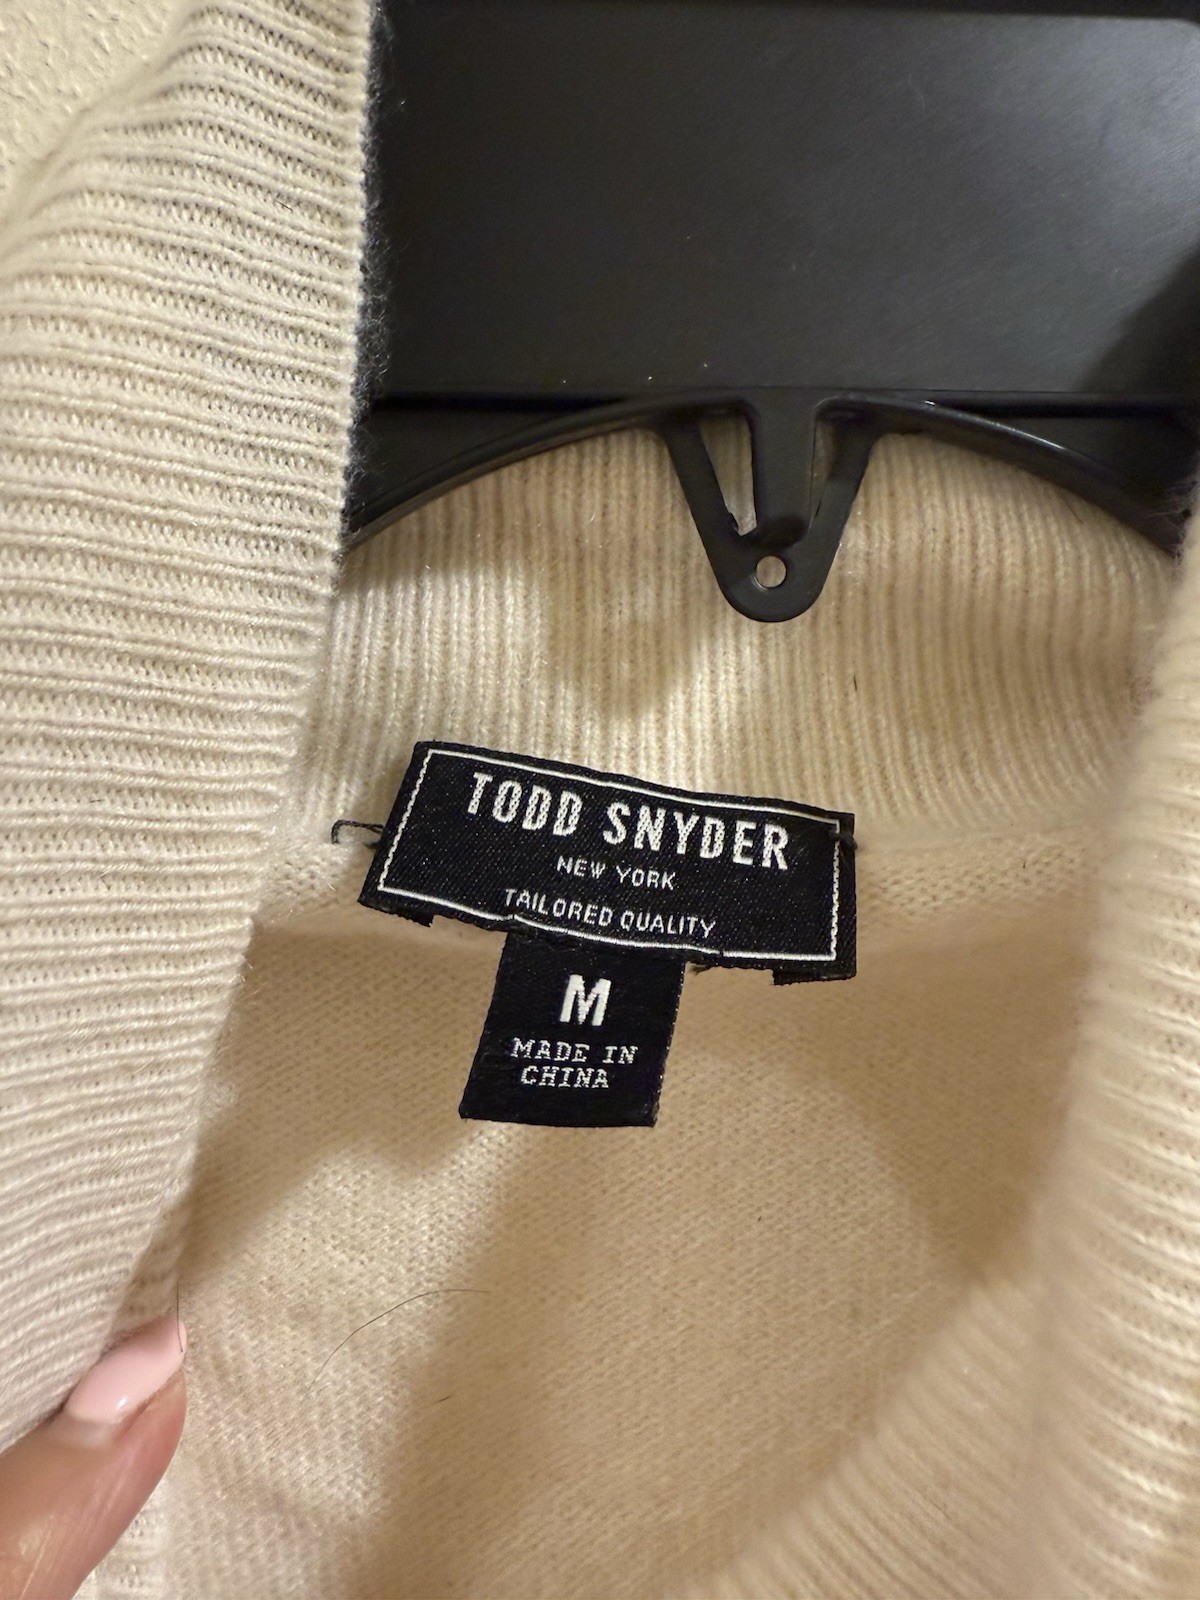 TODD SNYDER
NEW YORK
TAILORED QUALITY
M
MADE IN
CHINA